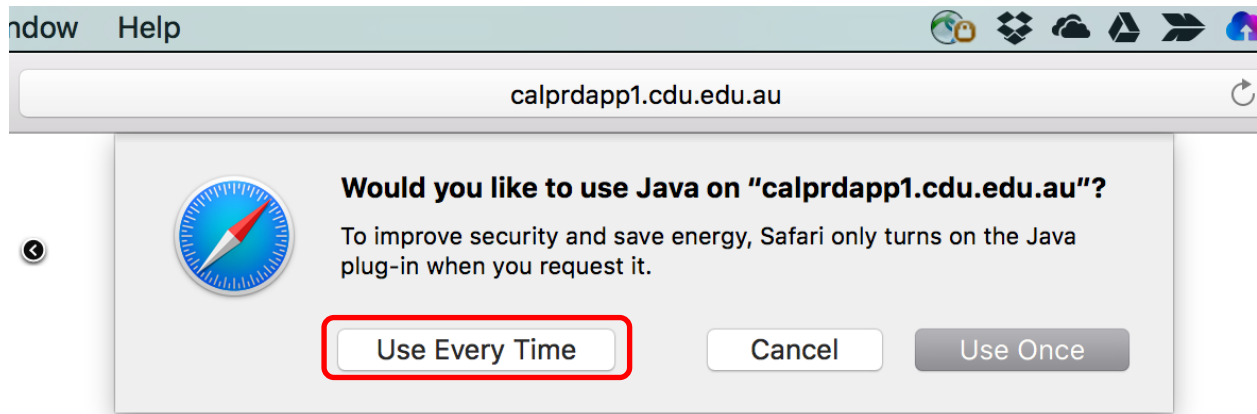 ndow Help
calprdapp1.cdu.edu.au
Would you like to use Java on "calprdapp1.cdu.edu.au"?
To improve security and save energy, Safari only turns on the Java
plug-in when you request it.
Use Every Time Cancel Use Once